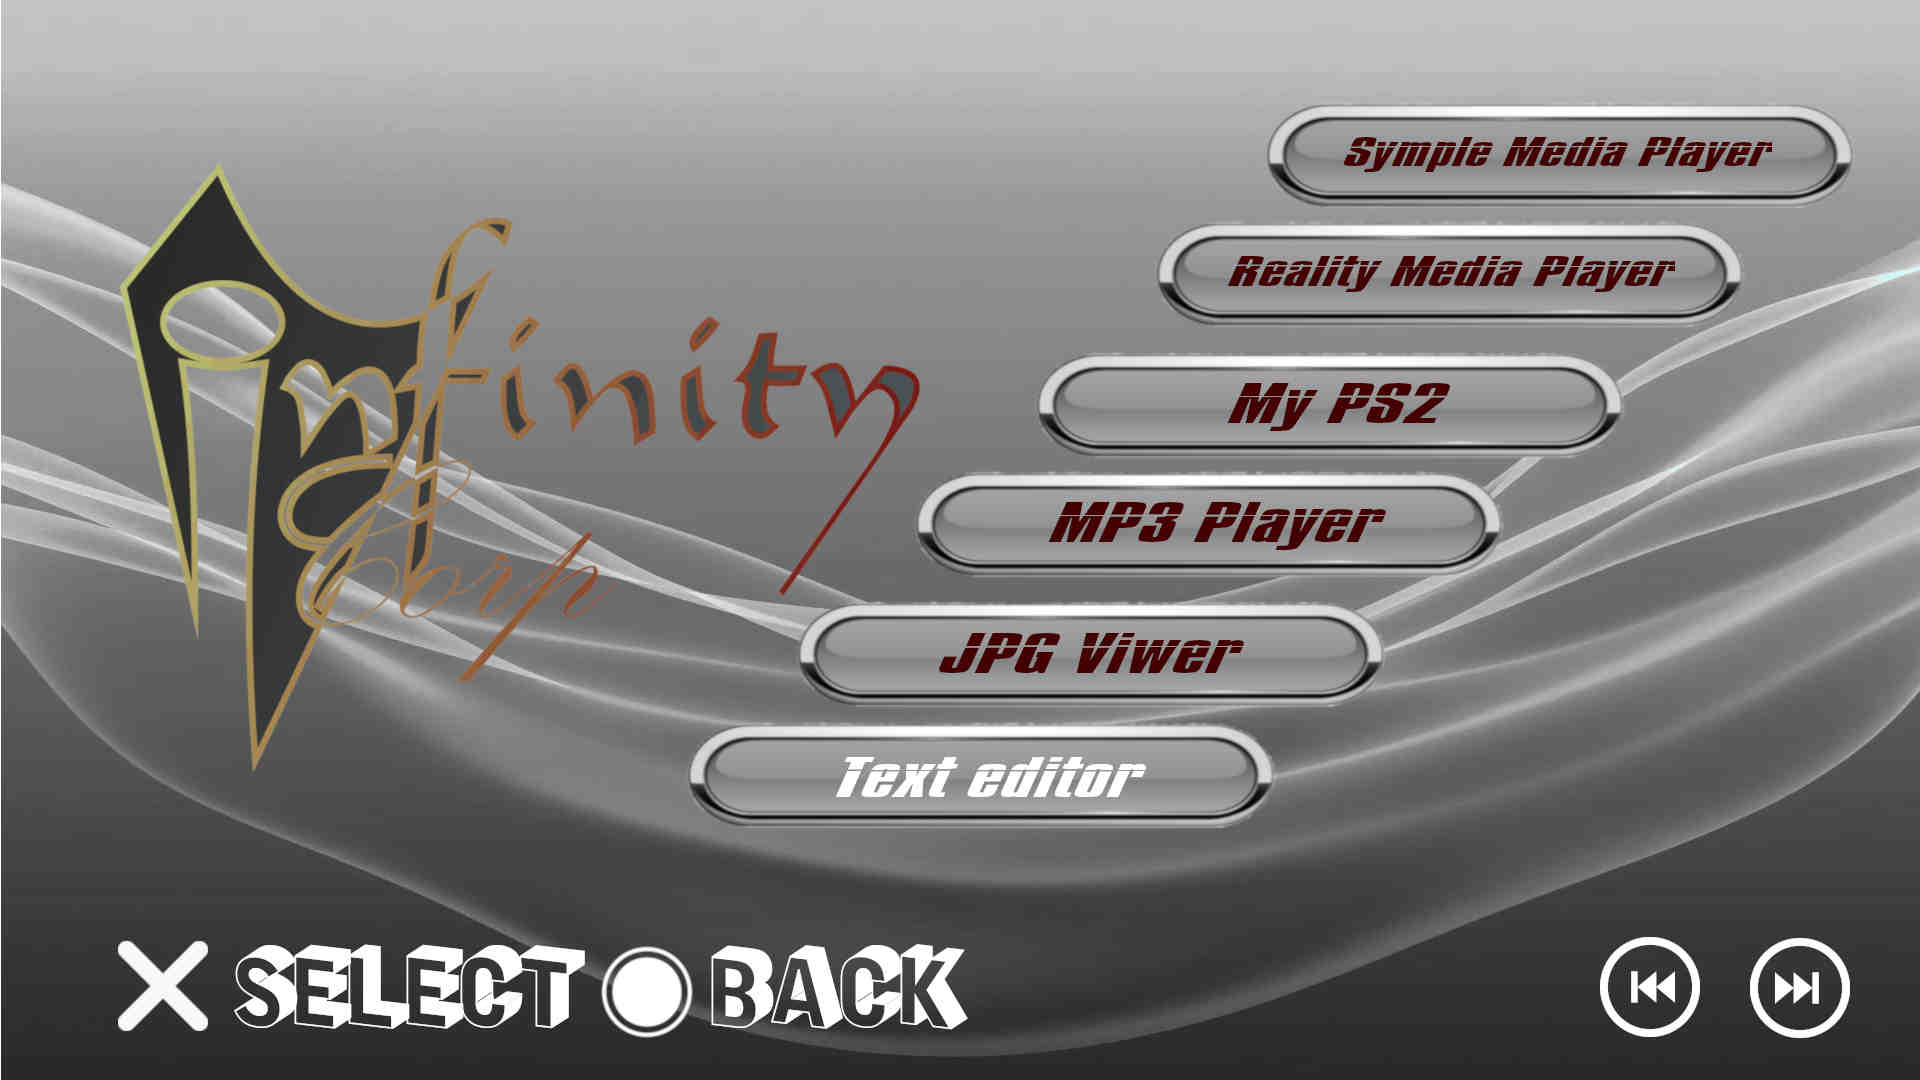 Symple Media Player
Reality Media Player
Infinity
Corp
My PS2
MP3 Player
JPG Viwer
Text editor
SELECT BACK